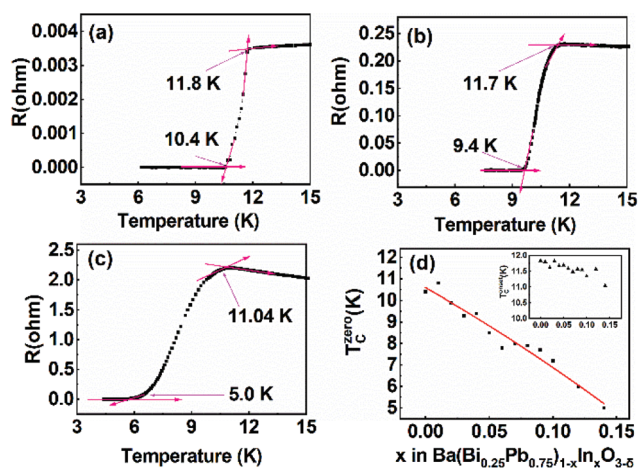 (a)
0.004
0.003
0.002
0.001
0.000
R(ohm)
11.8 K
10.4 K
3 6 9 12 15
Temperature (K)
(b)
0.25
0.20
0.15
0.10
0.05
0.00
R(ohm)
11.7 K
9.4 K
3 6 9 12 15
Temperature (K)
(c)
2.5
2.0
1.5
1.0
0.5
0.0
R(ohm)
11.04 K
5.0 K
3 6 9 12 15
Temperature (K)
(d)
12
11
10
9
8
7
6
5
T_C^zero(K)
12.0
11.5
11.0
10.5
10.0
T_C^onset(K)
0.00 0.05 0.10 0.15
0.00 0.05 0.10 0.15
x in Ba(Bi₀.₂₅Pb₀.₇₅)₁₋ₓInₓO₃₋δ